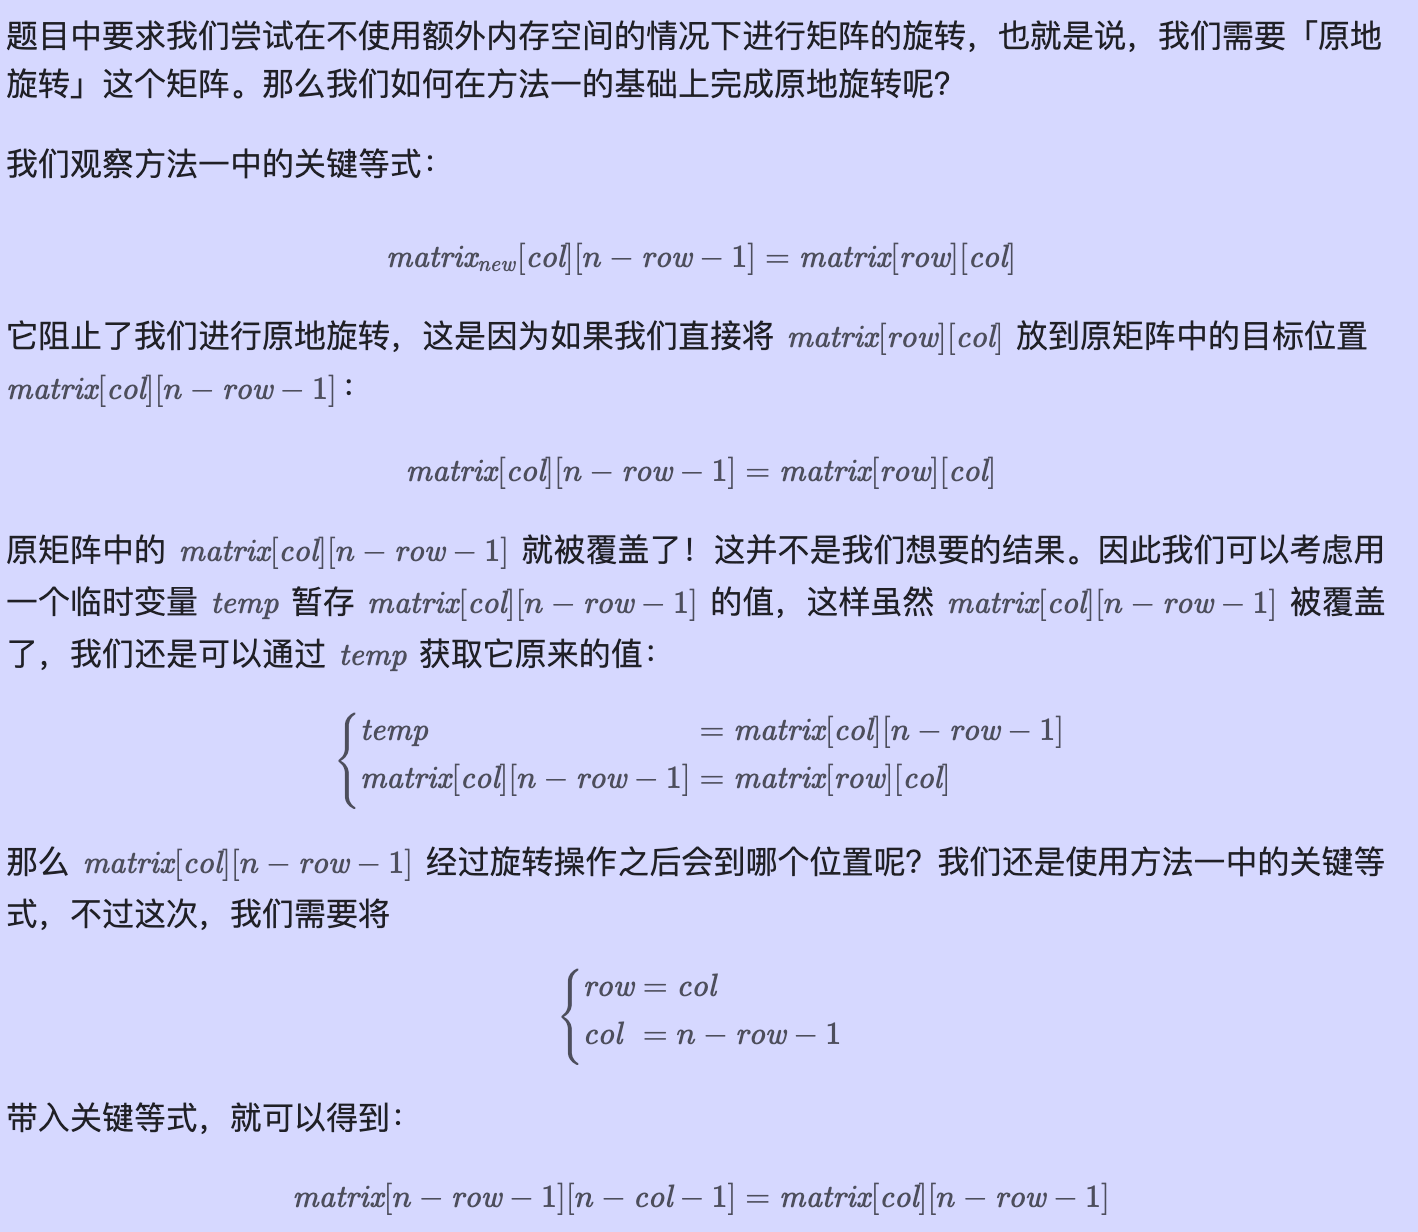 题目中要求我们尝试在不使用额外内存空间的情况下进行矩阵的旋转，也就是说，我们需要「原地
旋转」这个矩阵。那么我们如何在方法一的基础上完成原地旋转呢？
我们观察方法一中的关键等式：
matrix_{new}[col][n − row − 1] = matrix[row][col]
它阻止了我们进行原地旋转，这是因为如果我们直接将 matrix[row][col] 放到原矩阵中的目标位置
matrix[col][n − row − 1]：
matrix[col][n − row − 1] = matrix[row][col]
原矩阵中的 matrix[col][n − row − 1] 就被覆盖了！这并不是我们想要的结果。因此我们可以考虑用
一个临时变量 temp 暂存 matrix[col][n − row − 1] 的值，这样虽然 matrix[col][n − row − 1] 被覆盖
了，我们还是可以通过 temp 获取它原来的值：
temp = matrix[col][n − row − 1]
matrix[col][n − row − 1] = matrix[row][col]
那么 matrix[col][n − row − 1] 经过旋转操作之后会到哪个位置呢？我们还是使用方法一中的关键等
式，不过这次，我们需要将
row = col
col = n − row − 1
带入关键等式，就可以得到：
matrix[n − row − 1][n − col − 1] = matrix[col][n − row − 1]